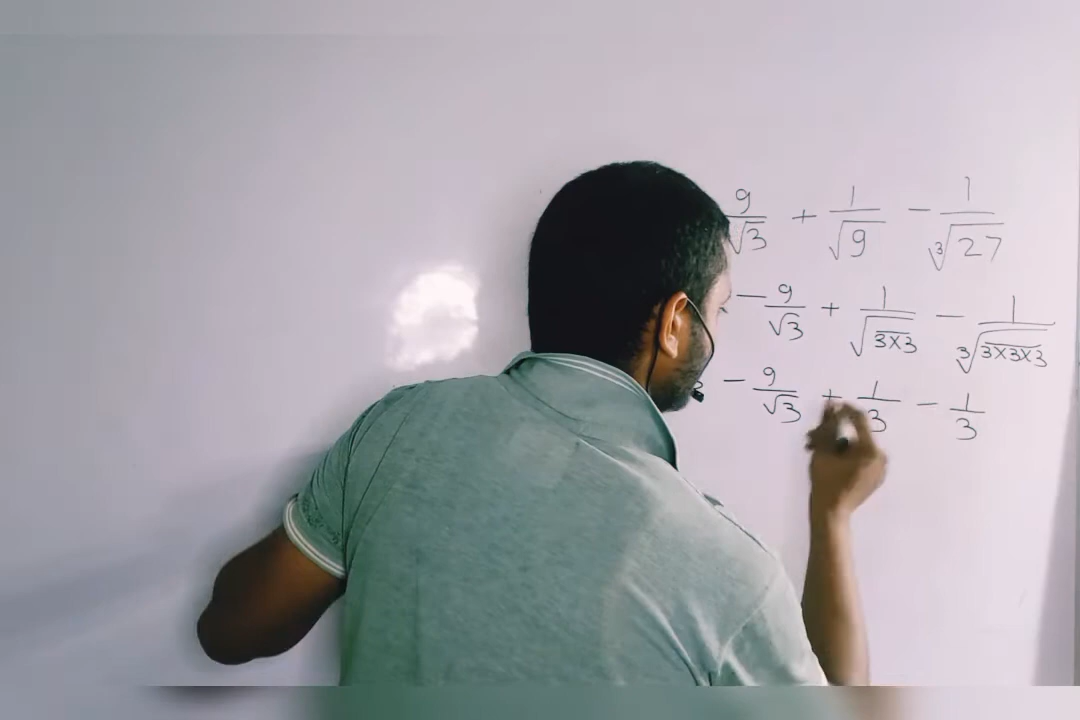 9/√3 + 1/√9 - 1/∛27
- 9/√3 + 1/√(3×3) - 1/∛(3×3×3)
- 9/√3 + 1/3 - 1/3